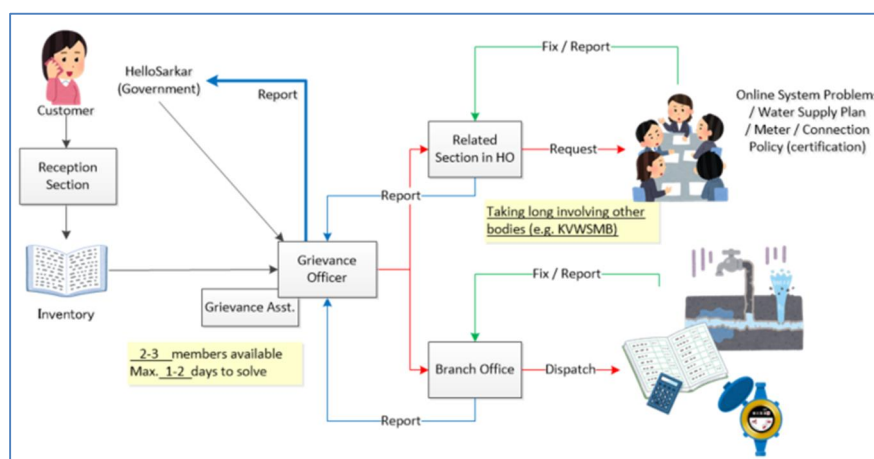 Customer
HelloSarkar
(Government)
Report
Reception
Section
Inventory
Grievance
Officer
Grievance Asst.
2-3 members available
Max. 1-2 days to solve
Fix / Report
Related
Section in HO
Request
Report
Taking long involving other
bodies (e.g. KVWSMB)
Online System Problems
/ Water Supply Plan
/ Meter / Connection
Policy (certification)
Fix / Report
Branch Office
Dispatch
Report